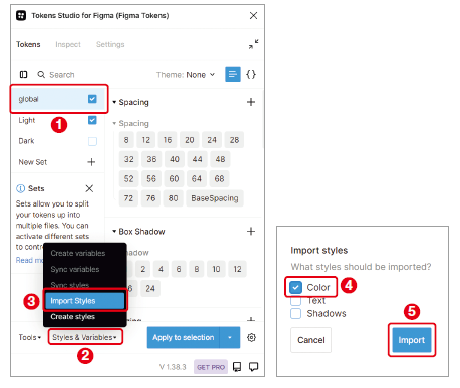 Tokens Studio for Figma (Figma Tokens)
Tokens Inspect Settings
Search
Theme: None
global
1
Light
Dark
New Set
Sets
Sets allow you to split
your tokens up into
multiple files. You can
activate different sets
to contr
Read mo
Spacing
Spacing
8 12 16 20 24 28
32 36 40 44 48
52 56 60 64 68
72 76 80 BaseSpacing
Box Shadow
hadow
2 4 6 8 10 12
16 24
Create variables
Sync variables
Sync styles
3 Import Styles
Create styles
Tools Styles & Variables
2
Apply to selection
V 1.38.3 GET PRO
Import styles
What styles should be imported?
Color 4
Text
Shadows
5
Cancel Import